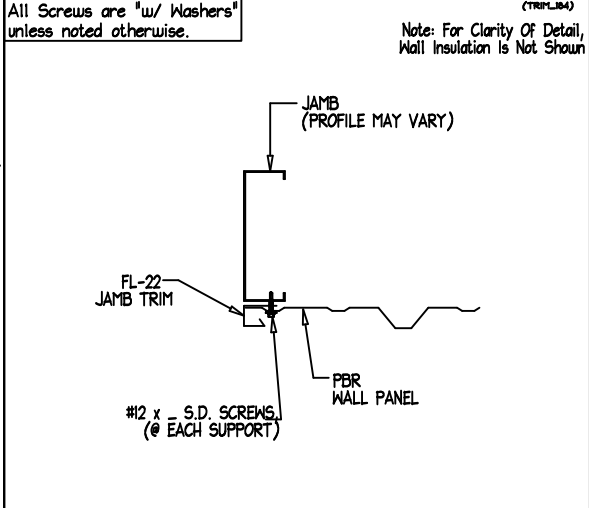 All Screws are "w/ Washers"
unless noted otherwise.
(TRIM_184)
Note: For Clarity Of Detail,
Wall Insulation Is Not Shown
JAMB
(PROFILE MAY VARY)
FL-22
JAMB TRIM
PBR
WALL PANEL
#12 x _ S.D. SCREWS
(@ EACH SUPPORT)